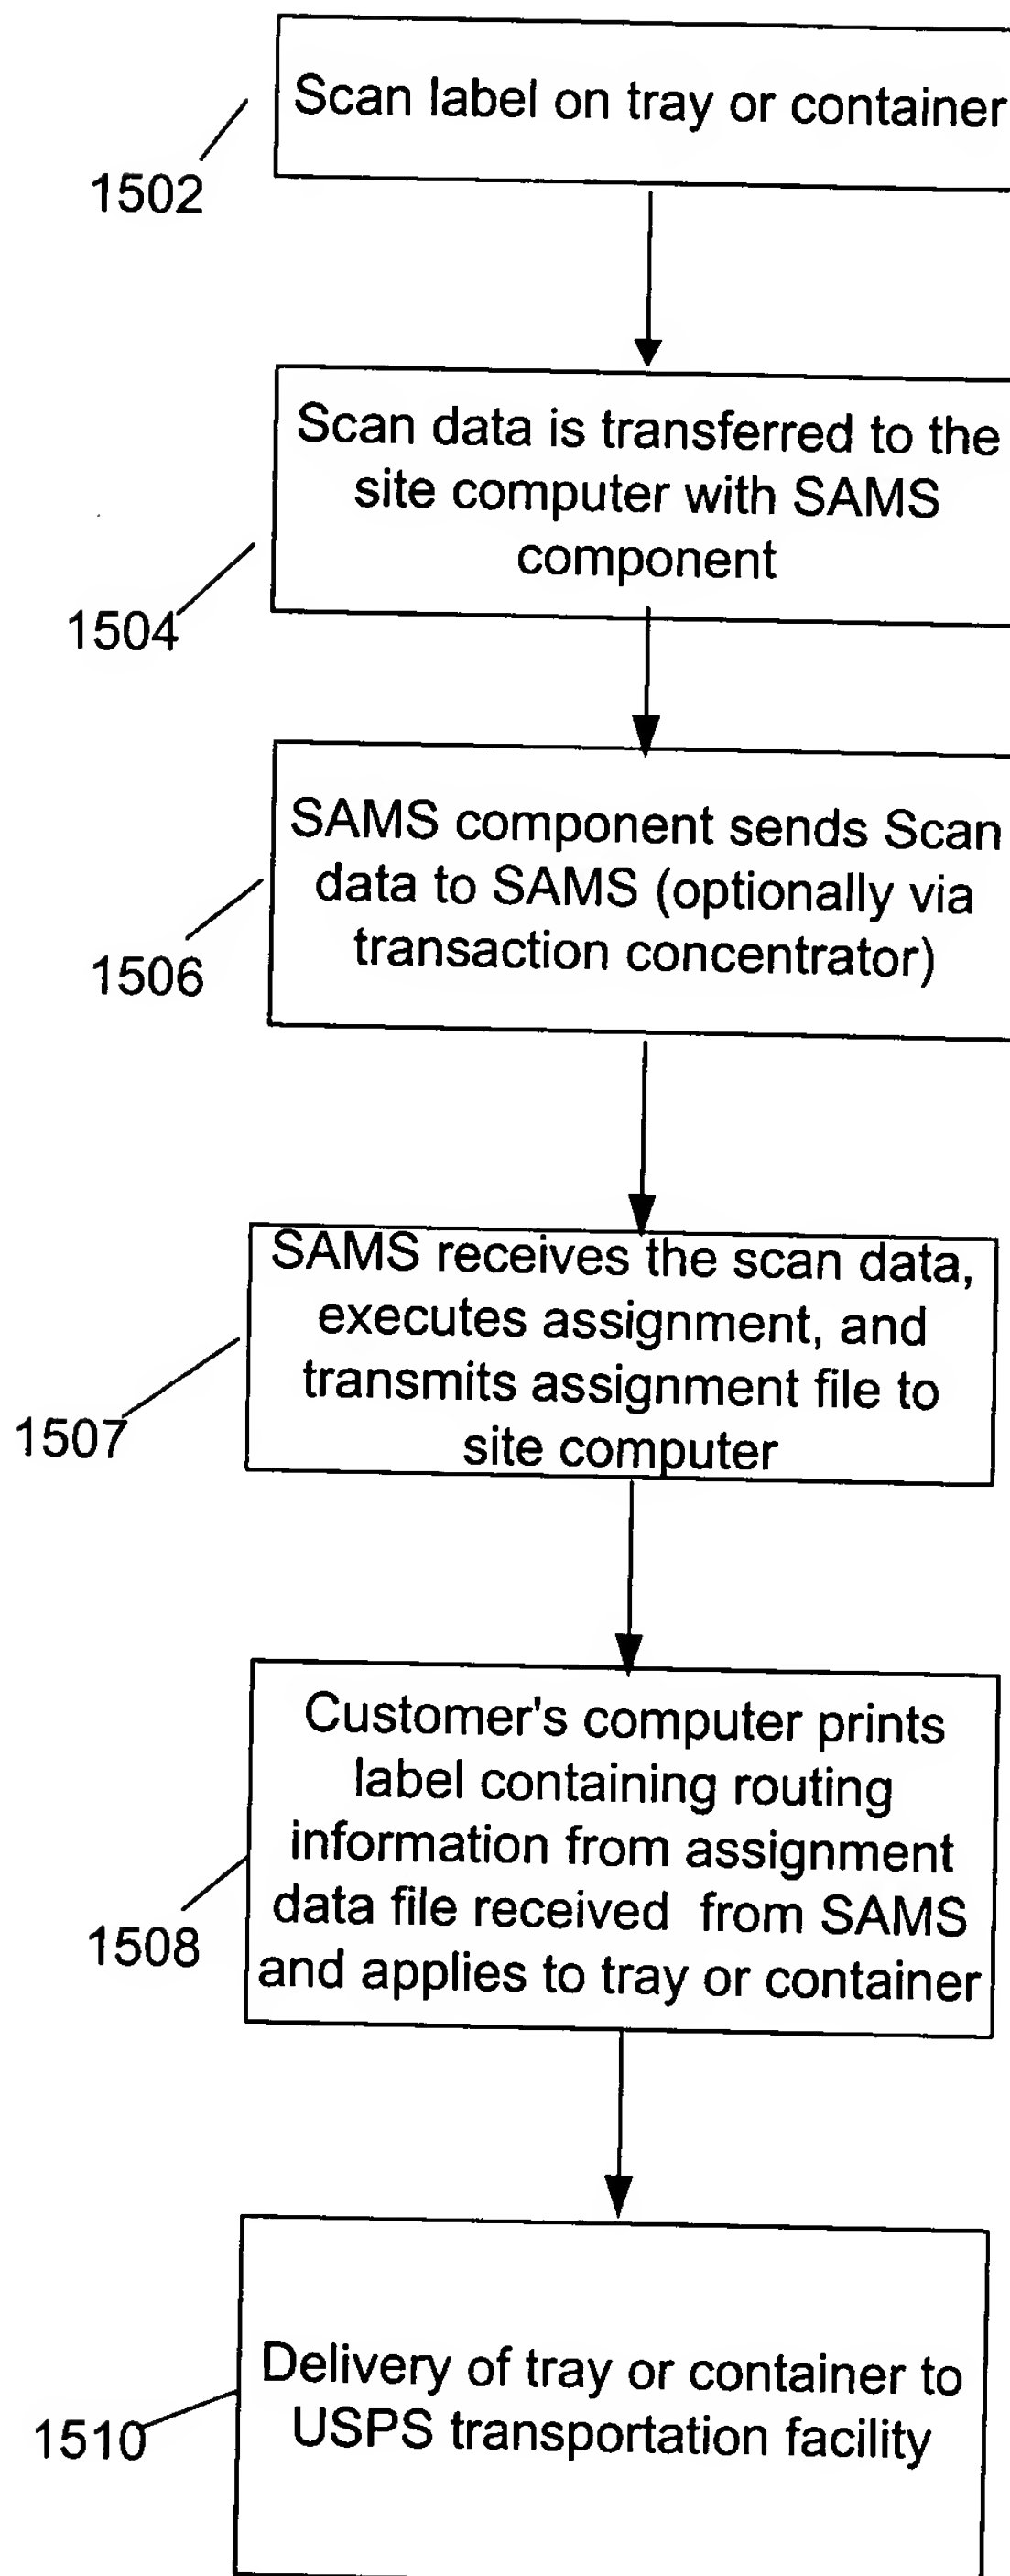 Scan label on tray or container
1502
Scan data is transferred to the
site computer with SAMS
component
1504
SAMS component sends Scan
data to SAMS (optionally via
transaction concentrator)
1506
SAMS receives the scan data,
executes assignment, and
transmits assignment file to
site computer
1507
Customer's computer prints
label containing routing
information from assignment
data file received from SAMS
and applies to tray or container
1508
Delivery of tray or container to
USPS transportation facility
1510